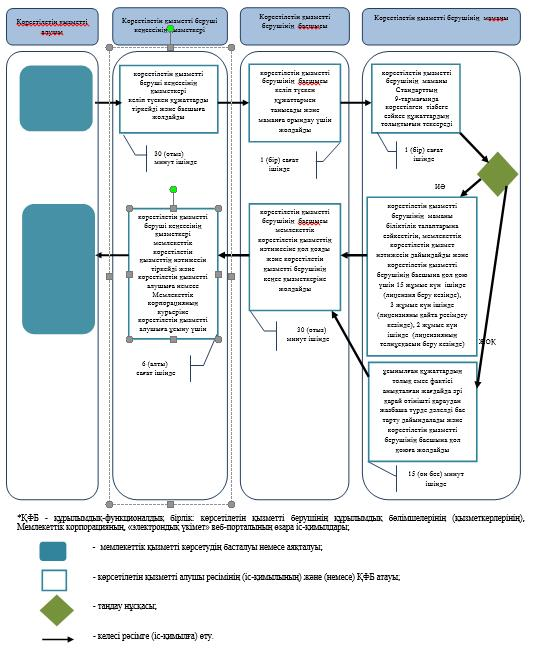 Көрсетілетін қызметті
алушы
Көрсетілетін қызметті беруші
кеңсесінің қызметкері
Көрсетілетін қызметті
берушінің басшысы
Көрсетілетін қызметті берушінің маманы
көрсетілетін қызметті
беруші кеңсесінің
қызметкері
келіп түскен құжаттарды
тіркейді және басшыға
жолдайды
30 (отыз)
минут ішінде
көрсетілетін қызметті
берушінің басшысы
келіп түскен
құжаттармен
танысады және
маманға орындау үшін
жолдайды
1 (бір) сағат
ішінде
көрсетілетін қызметті
берушінің маманы
Стандарттың
9-тармағында
көрсетілген тізбеге
сәйкес құжаттардың
толықтығын тексереді
1 (бір) сағат
ішінде
ИӘ
көрсетілетін қызметті
беруші кеңсесінің
қызметкері
мемлекеттік
көрсетілетін
қызметтің нәтижесін
тіркейді және
көрсетілетін қызметті
алушыға немесе
Мемлекеттік
корпорацияның
курьеріне
көрсетілетін қызметті
алушыға ұсыну үшін
6 (алты)
сағат ішінде
көрсетілетін қызметті
берушінің басшысы
мемлекеттік
көрсетілетін қызметтің
нәтижесіне қол қояды
және көрсетілетін
қызметті берушінің
кеңсе қызметкеріне
жолдайды
30 (отыз)
минут ішінде
көрсетілетін қызметті
берушінің маманы
біліктілік талаптарына
сәйкестігін, мемлекеттік
көрсетілетін қызмет
нәтижесін дайындайды және
көрсетілетін қызметті
берушінің басшына қол қою
үшін 15 жұмыс күн ішінде
(лицензия беру кезінде),
3 жұмыс күн ішінде
(лицензияны қайта ресімдеу
кезінде), 2 жұмыс күн
ішінде (лицензияның
телнұсқасын беру кезінде)
ЖОҚ
ұсынылған құжаттардың
толық емес фактісі
анықталған жағдайда әрі
қарай өтінішті қараудан
жазбаша түрде дәлелді бас
тарту дайындалады және
көрсетілетін қызметті
берушінің басшына қол
қоюға жолдайды
15 (он бес) минут
ішінде
*ҚФБ - құрылымдық-функционалдық бірлік: көрсетілетін қызметті берушінің құрылымдық бөлімшелерінің (қызметкерлерінің),
Мемлекеттік корпорацияның, «электрондық үкімет» веб-порталының өзара іс-қимылдары;
- мемлекеттік қызметті көрсетудің басталуы немесе аяқталуы;
- көрсетілетін қызметті алушы рәсімінің (іс-қимылының) және (немесе) ҚФБ атауы;
- таңдау нұсқасы;
- келесі рәсімге (іс-қимылға) өту.